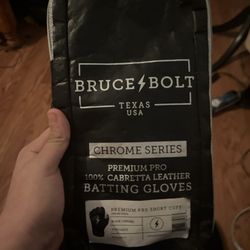 BRUCE BOLT
TEXAS
USA
CHROME SERIES
PREMIUM PRO
100% CABRETTA LEATHER
BATTING GLOVES
PREMIUM PRO SHORT CUFF